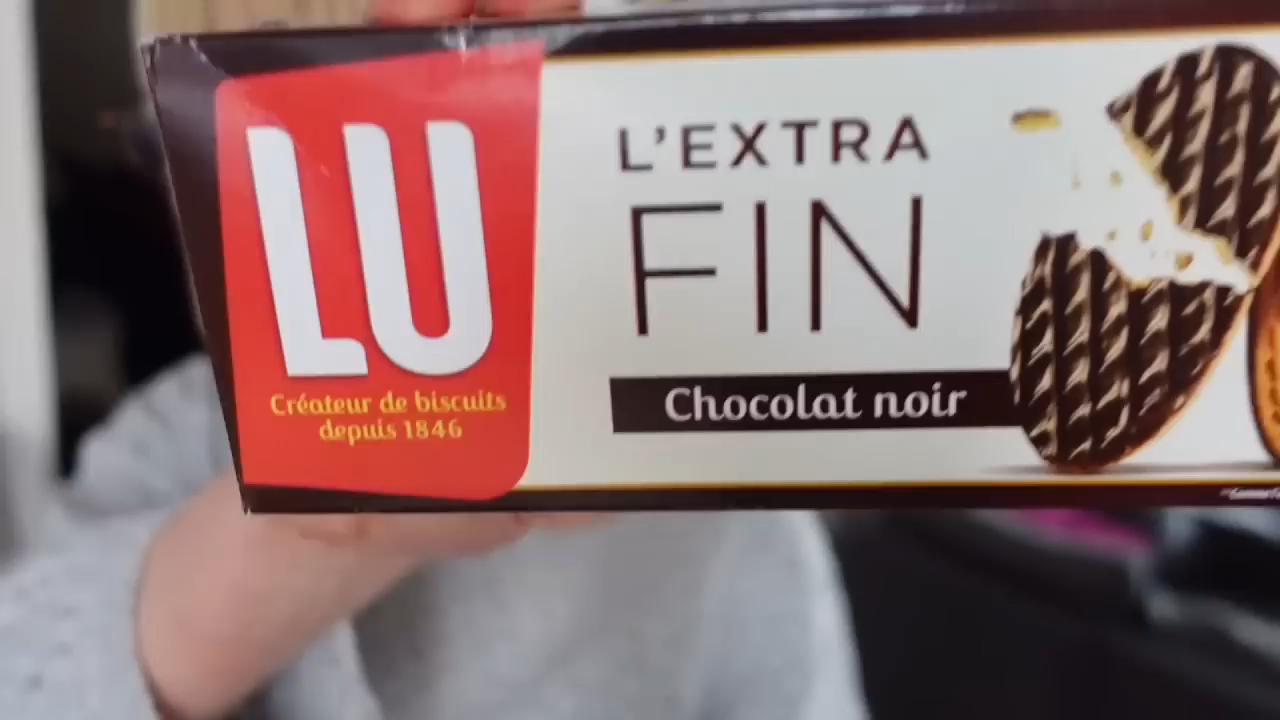 LU
Créateur de biscuits
depuis 1846
L'EXTRA
FIN
Chocolat noir